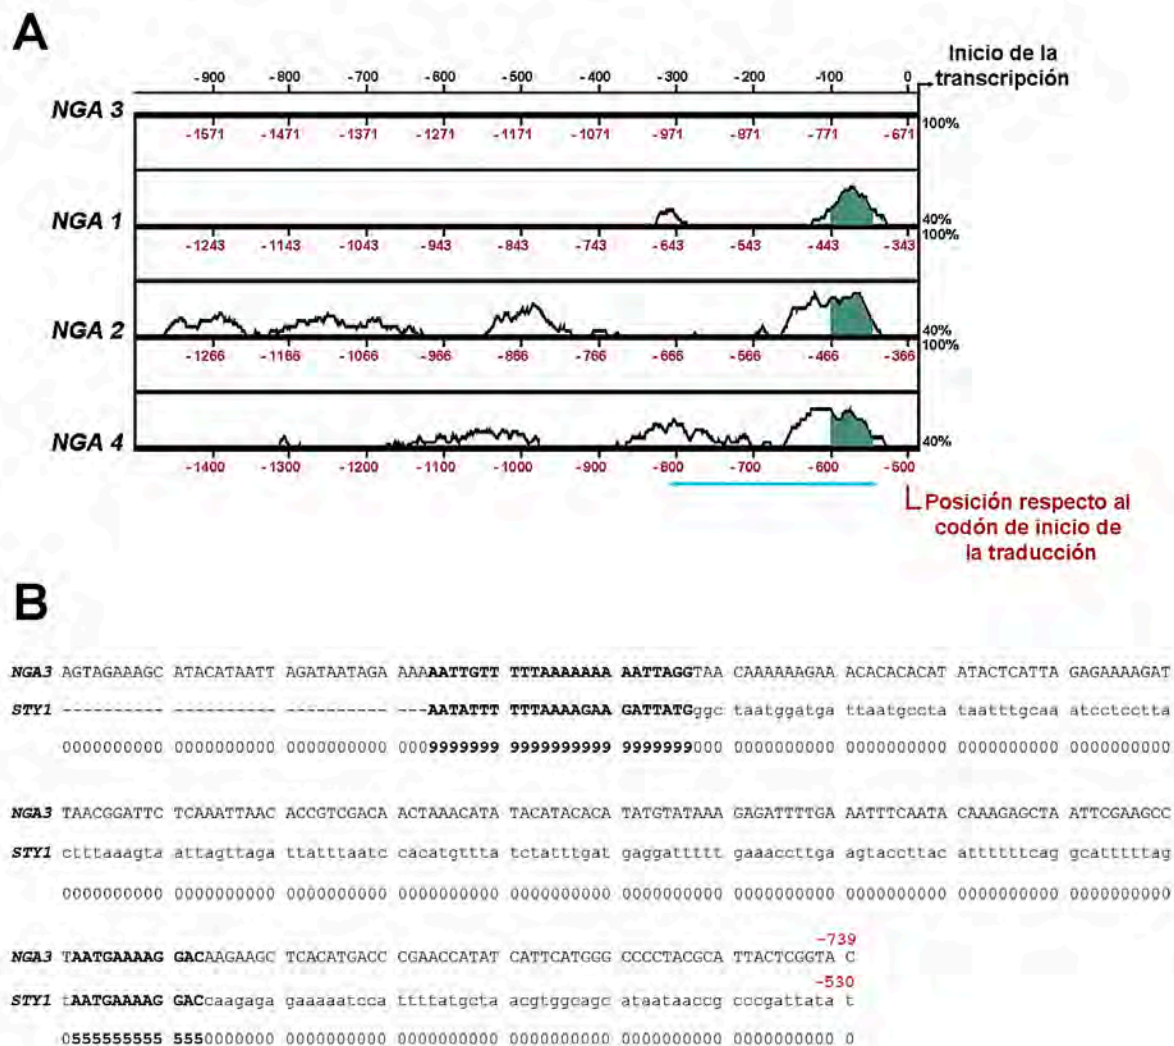 A
Inicio de la
transcripción
-900 -800 -700 -600 -500 -400 -300 -200 -100 0
NGA 3
-1571 -1471 -1371 -1271 -1171 -1071 -971 -971 -771 -671
100%
NGA 1
40%
-1243 -1143 -1043 -943 -843 -743 -643 -543 -443 -343
100%
NGA 2
40%
-1266 -1166 -1066 -966 -866 -766 -666 -566 -466 -366
100%
NGA 4
40%
-1400 -1300 -1200 -1100 -1000 -900 -800 -700 -600 -500
Posición respecto al
codón de inicio de
la traducción
B
NGA3 AGTAGAAAGC ATACATAATT AGATAATAGA AAAAATTGTT TTTAAAAAAA AATTAGGTAA CAAAAAAGAA ACACACACAT ATACTCATTA GAGAAAAGAT
STY1 ---------- ---------- ---------- ---AATATTT TTTAAAAGAA GATTATGggc taatggatga ttaatgccta taatttgcaa atcctcctta
0000000000 0000000000 0000000000 0009999999 9999999999 9999999000 0000000000 0000000000 0000000000 0000000000
NGA3 TAACGGATTC TCAAATTAAC ACCGTCGACA ACTAAACATA TACATACACA TATGTATAAA GAGATTTTGA AATTTCAATA CAAAGAGCTA ATTCGAAGCC
STY1 ctttaaagta attagttaga ttatttaatc cacatgttta tctatttgat gaggattttt gaaaccttga agtaccttac attttttcag gcatttttag
0000000000 0000000000 0000000000 0000000000 0000000000 0000000000 0000000000 0000000000 0000000000 0000000000
-739
NGA3 TAATGAAAAG GACAAGAAGC TCACATGACC CGAACCATAT CATTCATGGG CCCCTACGCA TTACTCGGTA C
-530
STY1 tAATGAAAAG GACcaagaga gaaaaatcca ttttatgcta acgtggcagc ataataaccg cccgattata t
0555555555 5550000000 0000000000 0000000000 0000000000 0000000000 0000000000 0